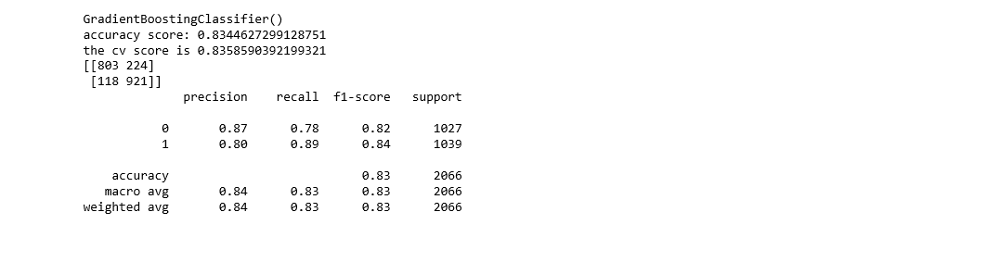 GradientBoostingClassifier()
accuracy score: 0.8344627299128751
the cv score is 0.8358590392199321
[[803 224]
 [118 921]]
              precision    recall  f1-score   support

           0       0.87      0.78      0.82      1027
           1       0.80      0.89      0.84      1039

    accuracy                           0.83      2066
   macro avg       0.84      0.83      0.83      2066
weighted avg       0.84      0.83      0.83      2066